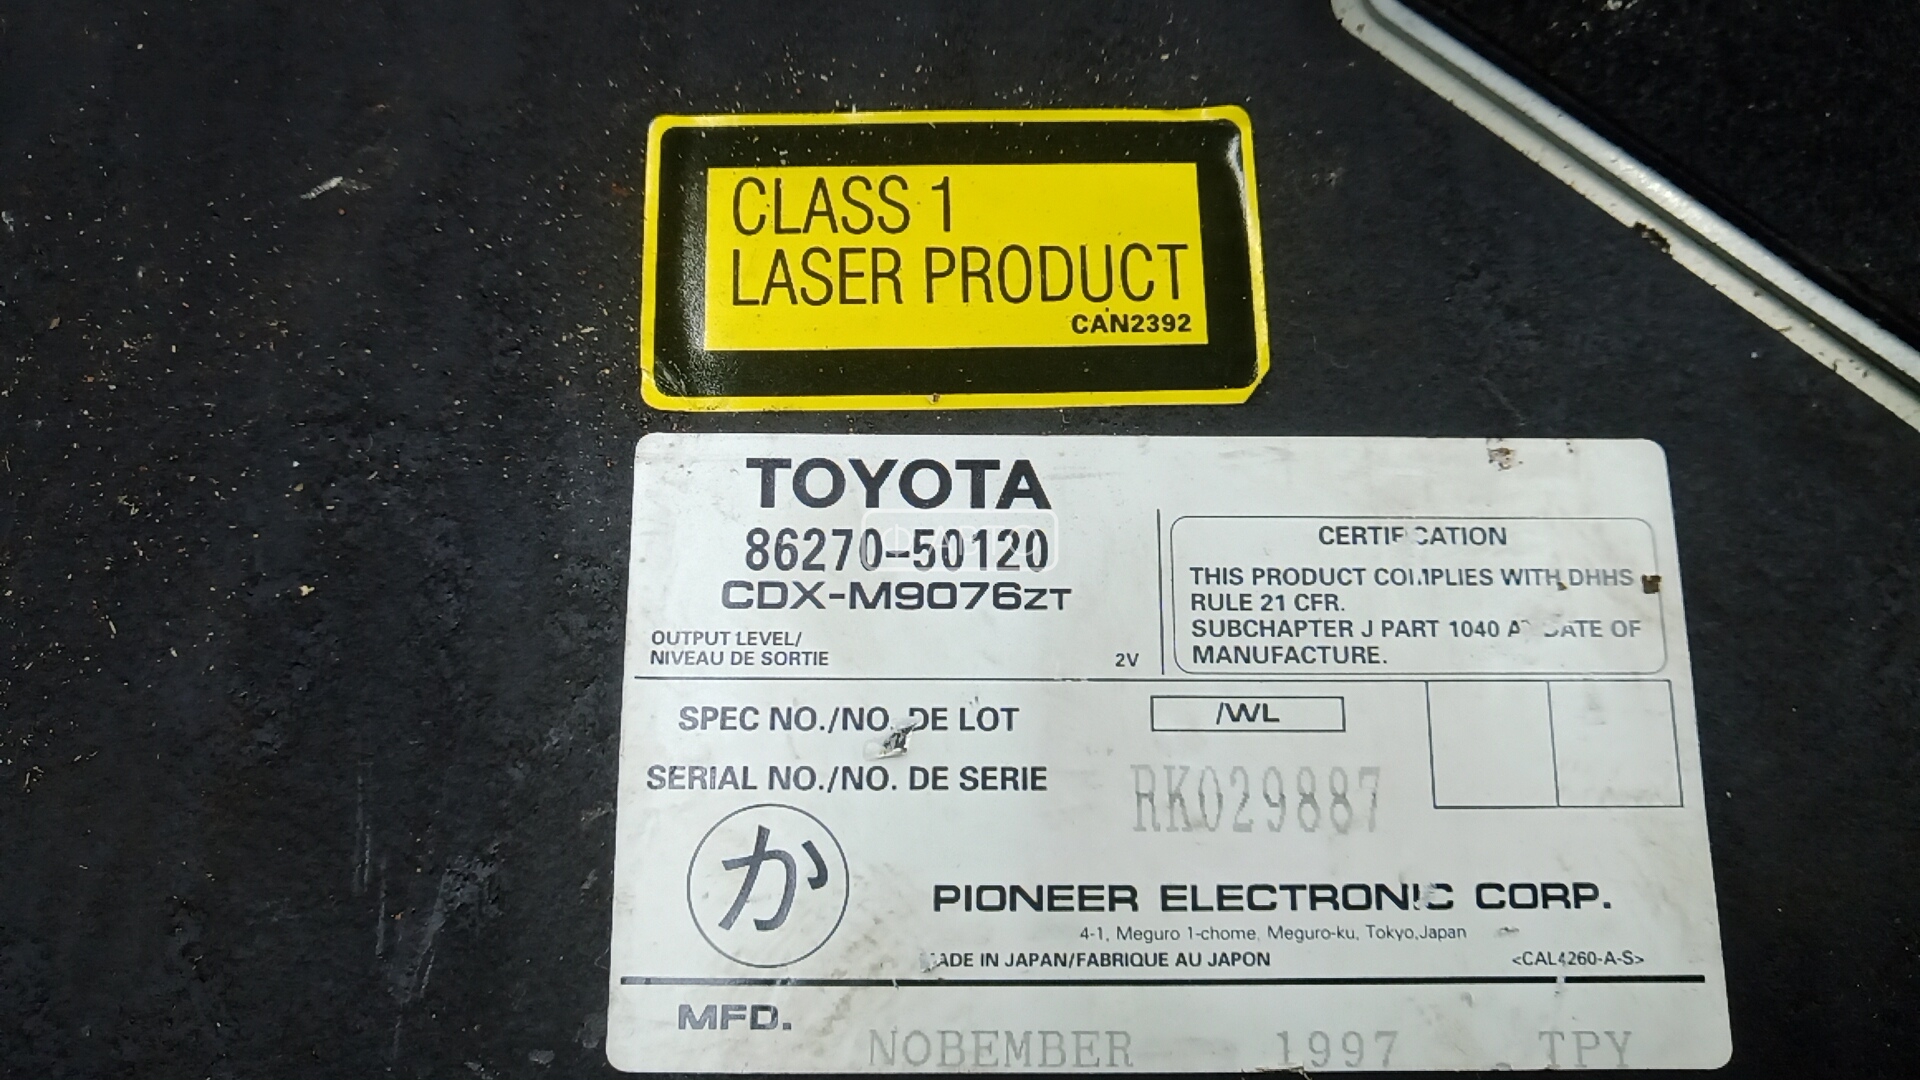 CLASS 1
LASER PRODUCT
CAN2392
TOYOTA
86270-50120
CDX-M9076ZT
OUTPUT LEVEL/
NIVEAU DE SORTIE 2V
CERTIFICATION
THIS PRODUCT COMPLIES WITH DHHS
RULE 21 CFR.
SUBCHAPTER J PART 1040 AT DATE OF
MANUFACTURE.
SPEC NO./NO. DE LOT /WL
SERIAL NO./NO. DE SERIE RK029887
か
PIONEER ELECTRONIC CORP.
4-1, Meguro 1-chome, Meguro-ku, Tokyo,Japan
MADE IN JAPAN/FABRIQUE AU JAPON <CAL4260-A-S>
MFD.
NOBEMBER 1997 TPY